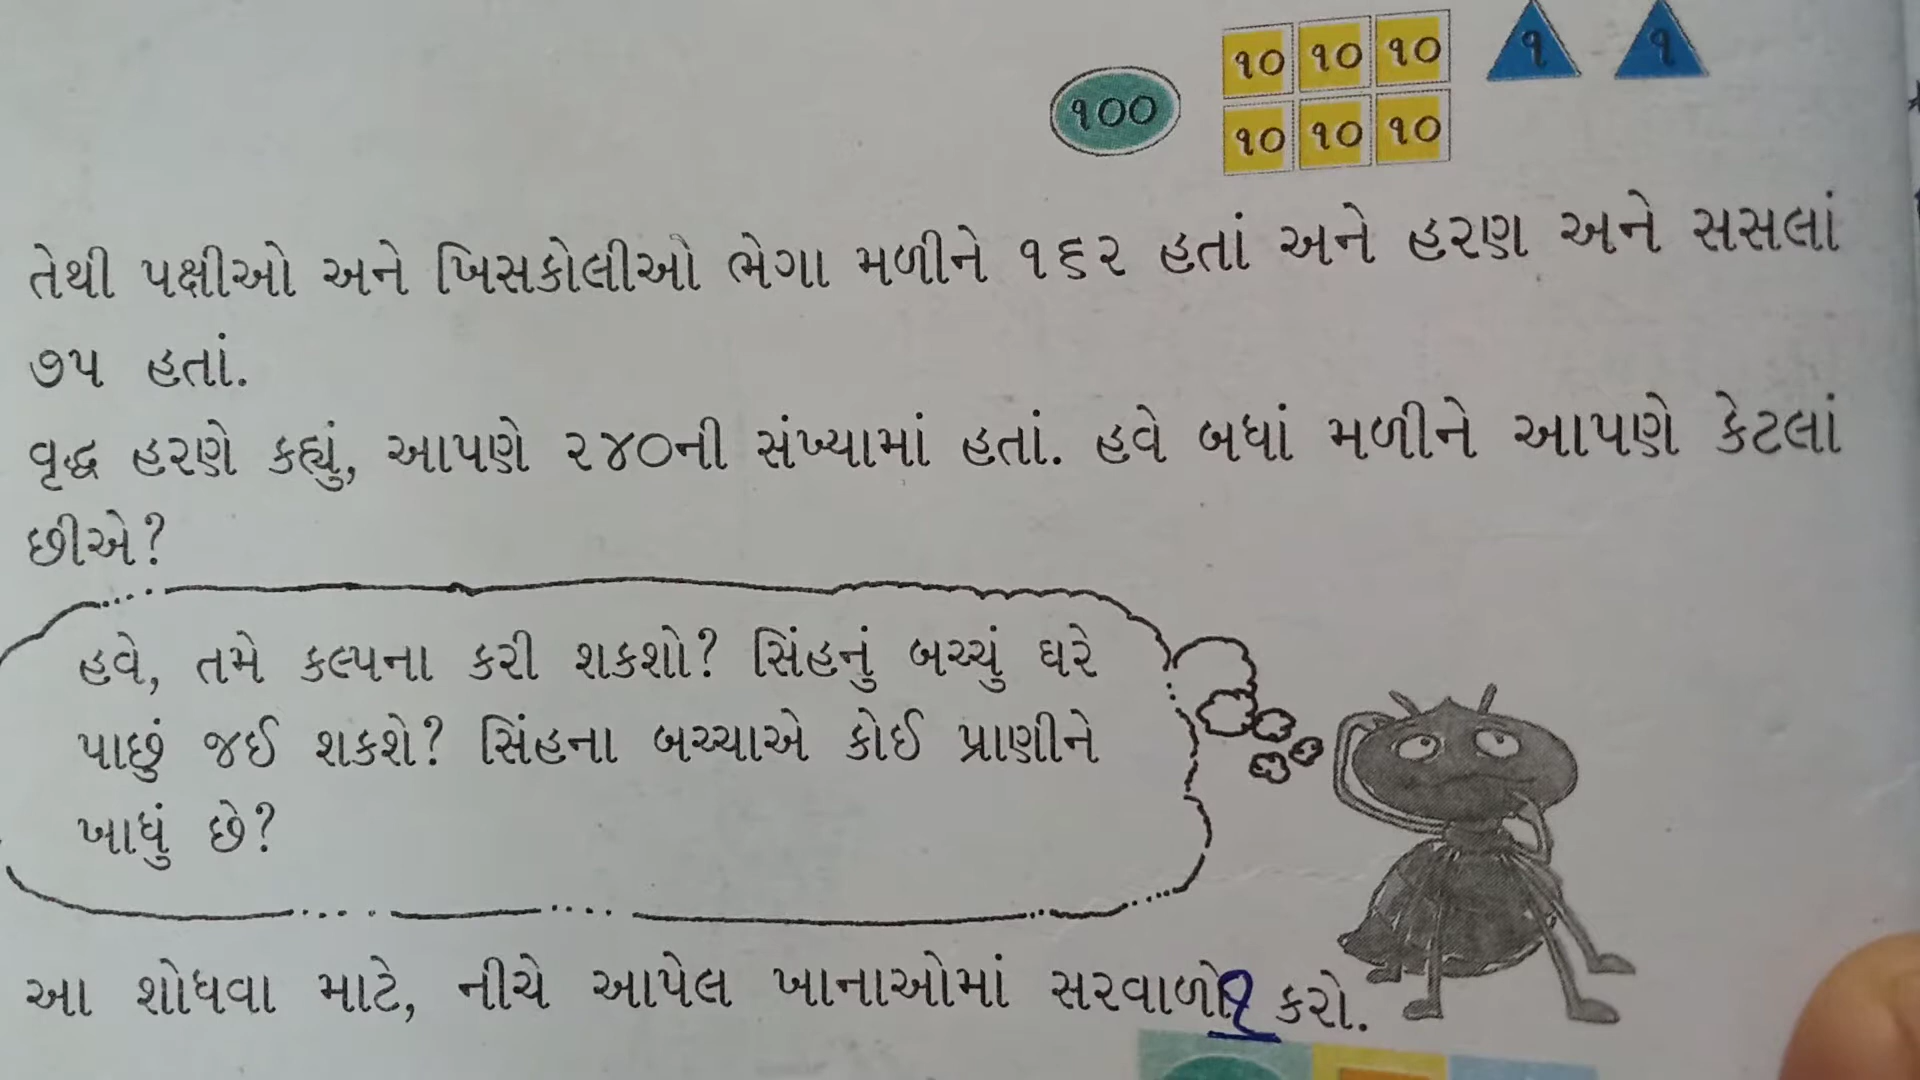 ૧૦ ૧૦ ૧૦ ૧ ૧
૧૦૦
૧૦ ૧૦ ૧૦
તેથી પક્ષીઓ અને ખિસકોલીઓ ભેગા મળીને ૧૬૨ હતાં અને હરણ અને સસલાં
૭૫ હતાં.
વૃદ્ધ હરણે કહ્યું, આપણે ૨૪૦ની સંખ્યામાં હતાં. હવે બધાં મળીને આપણે કેટલાં
છીએ?
હવે, તમે કલ્પના કરી શકશો? સિંહનું બચ્ચું ઘરે
પાછું જઈ શકશે? સિંહના બચ્ચાએ કોઈ પ્રાણીને
ખાધું છે?
આ શોધવા માટે, નીચે આપેલ ખાનાઓમાં સરવાળો ૧ કરો.